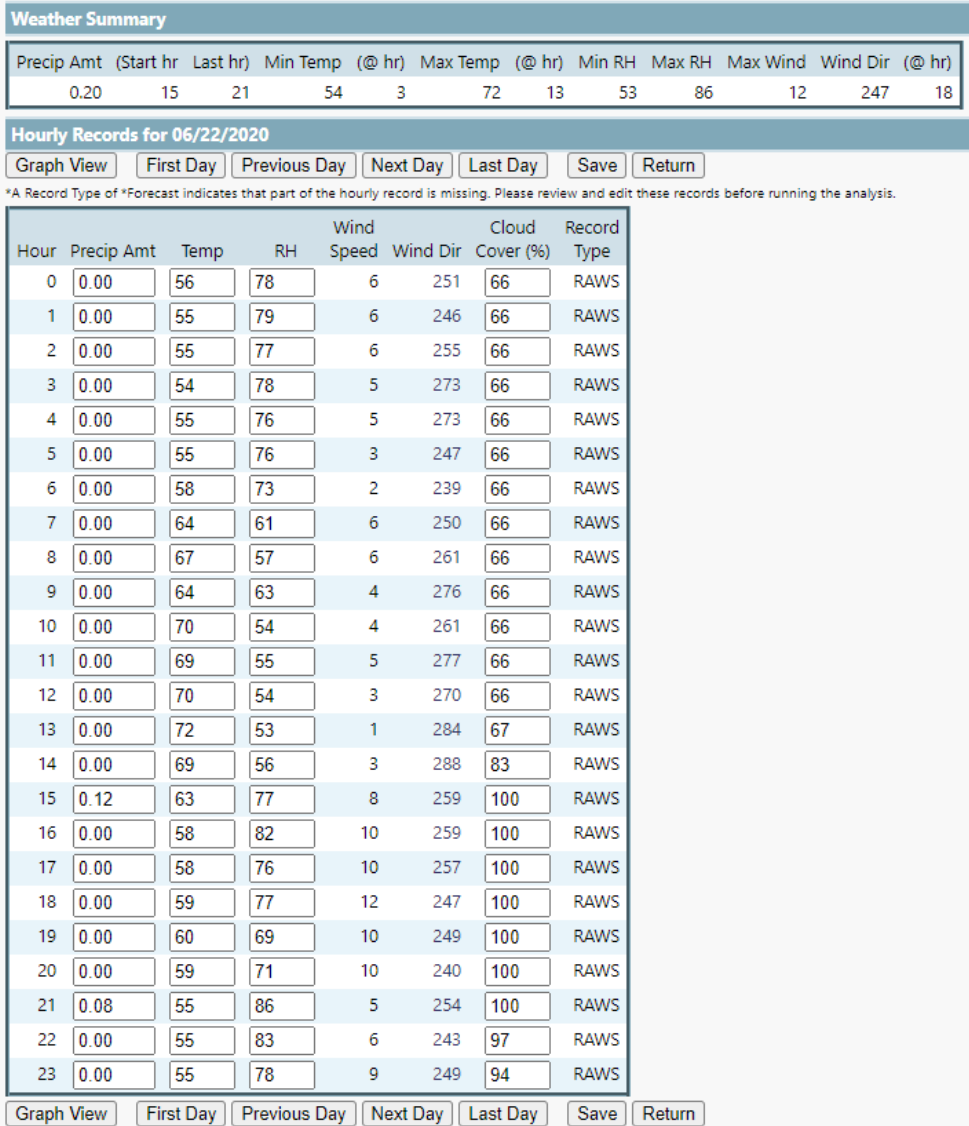 Weather Summary
Precip Amt (Start hr Last hr) Min Temp (@ hr) Max Temp (@ hr) Min RH Max RH Max Wind Wind Dir (@ hr)
0.20 15 21 54 3 72 13 53 86 12 247 18
Hourly Records for 06/22/2020
Graph View First Day Previous Day Next Day Last Day Save Return
*A Record Type of *Forecast indicates that part of the hourly record is missing. Please review and edit these records before running the analysis.
Wind Cloud Record
Hour Precip Amt Temp RH Speed Wind Dir Cover (%) Type
0 0.00 56 78 6 251 66 RAWS
1 0.00 55 79 6 246 66 RAWS
2 0.00 55 77 6 255 66 RAWS
3 0.00 54 78 5 273 66 RAWS
4 0.00 55 76 5 273 66 RAWS
5 0.00 55 76 3 247 66 RAWS
6 0.00 58 73 2 239 66 RAWS
7 0.00 64 61 6 250 66 RAWS
8 0.00 67 57 6 261 66 RAWS
9 0.00 64 63 4 276 66 RAWS
10 0.00 70 54 4 261 66 RAWS
11 0.00 69 55 5 277 66 RAWS
12 0.00 70 54 3 270 66 RAWS
13 0.00 72 53 1 284 67 RAWS
14 0.00 69 56 3 288 83 RAWS
15 0.12 63 77 8 259 100 RAWS
16 0.00 58 82 10 259 100 RAWS
17 0.00 58 76 10 257 100 RAWS
18 0.00 59 77 12 247 100 RAWS
19 0.00 60 69 10 249 100 RAWS
20 0.00 59 71 10 240 100 RAWS
21 0.08 55 86 5 254 100 RAWS
22 0.00 55 83 6 243 97 RAWS
23 0.00 55 78 9 249 94 RAWS
Graph View First Day Previous Day Next Day Last Day Save Return